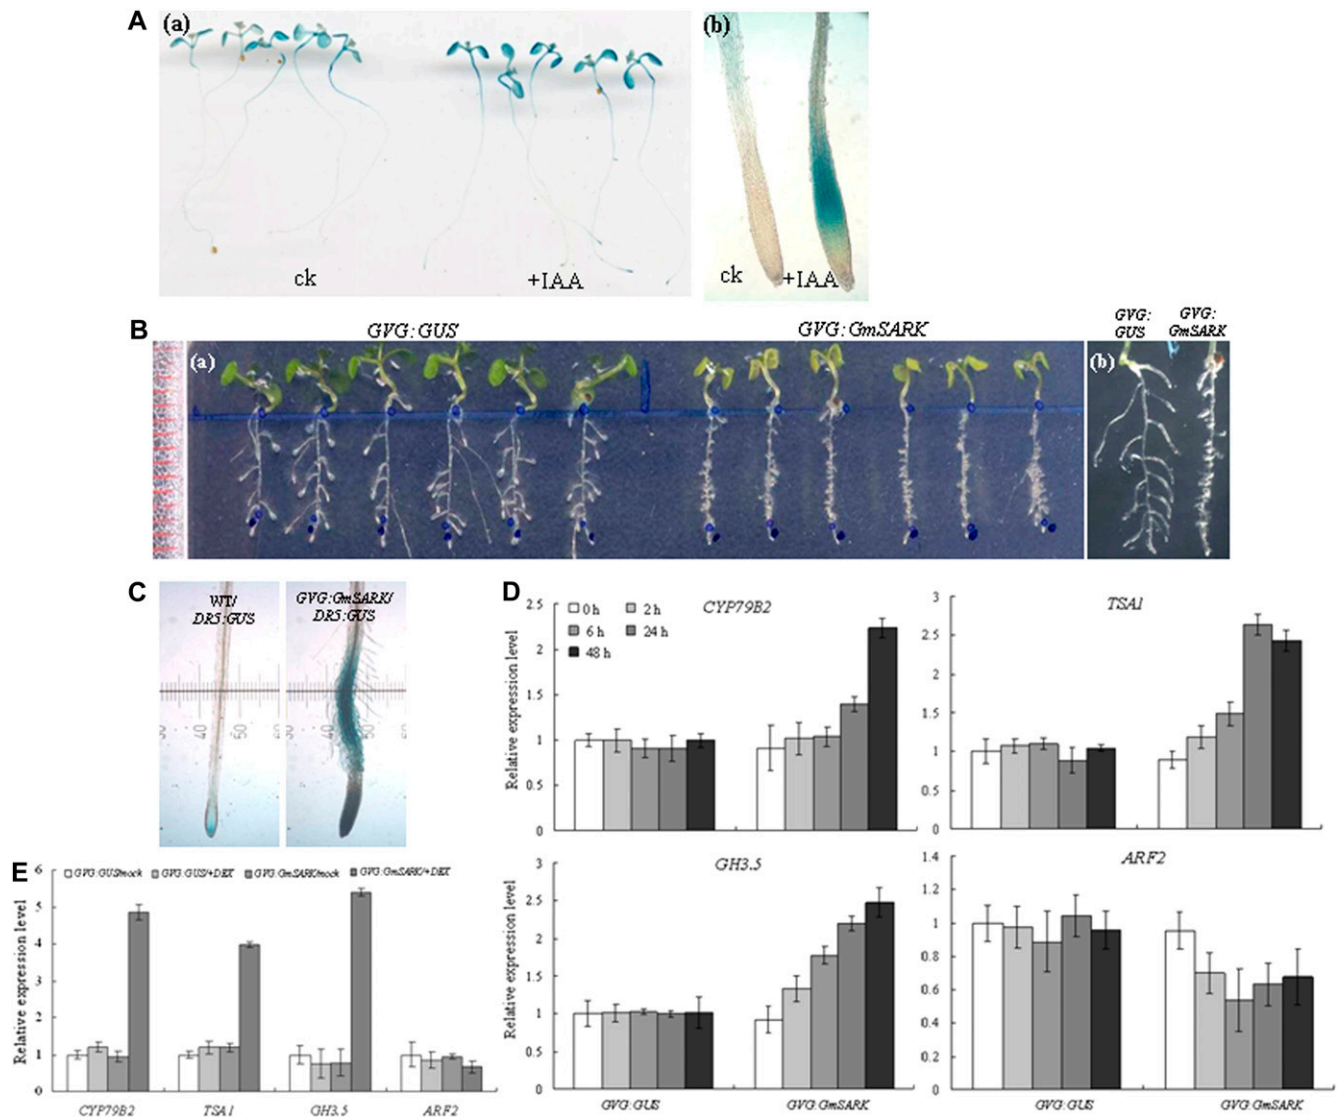 A
(a)
ck
+IAA
(b)
ck
+IAA
B
GVG:GUS
GVG:GmSARK
(a)
GVG:
GUS
GVG:
GmSARK
(b)
C
WT/
DR5:GUS
GVG:GmSARK/
DR5:GUS
40
50
40
50
D
Relative expression level
2.5
2
1.5
1
0.5
0
0 h
2 h
6 h
24 h
48 h
CYP79B2
3
2.5
2
1.5
1
0.5
0
TSA1
Relative expression level
3
2.5
2
1.5
1
0.5
0
GH3.5
GVG:GUS
GVG:GmSARK
1.4
1.2
1
0.8
0.6
0.4
0.2
0
ARF2
GVG:GUS
GVG:GmSARK
E
Relative expression level
6
5
4
3
2
1
0
GVG:GUS/mock
GVG:GUS/+DEX
GVG:GmSARK/mock
GVG:GmSARK/+DEX
CYP79B2
TSA1
GH3.5
ARF2